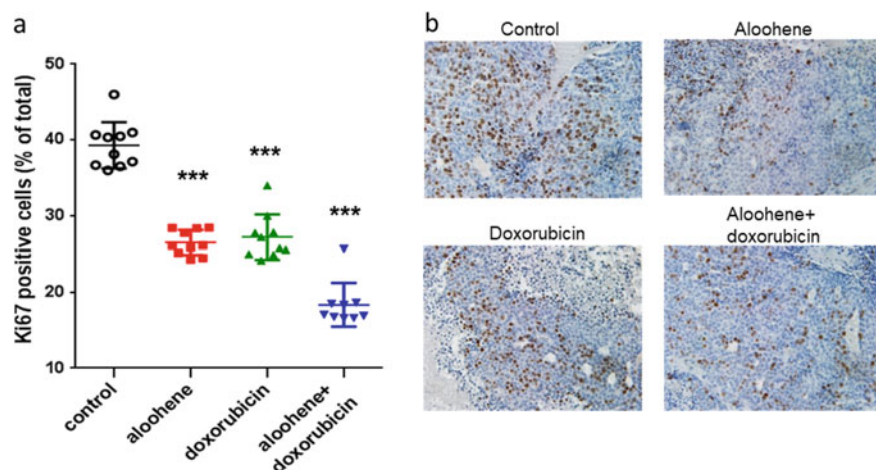 a
Ki67 positive cells (% of total)
50
40
30
20
10
***
***
***
control
aloohene
doxorubicin
aloohene+
doxorubicin
b
Control
Aloohene
Doxorubicin
Aloohene+
doxorubicin